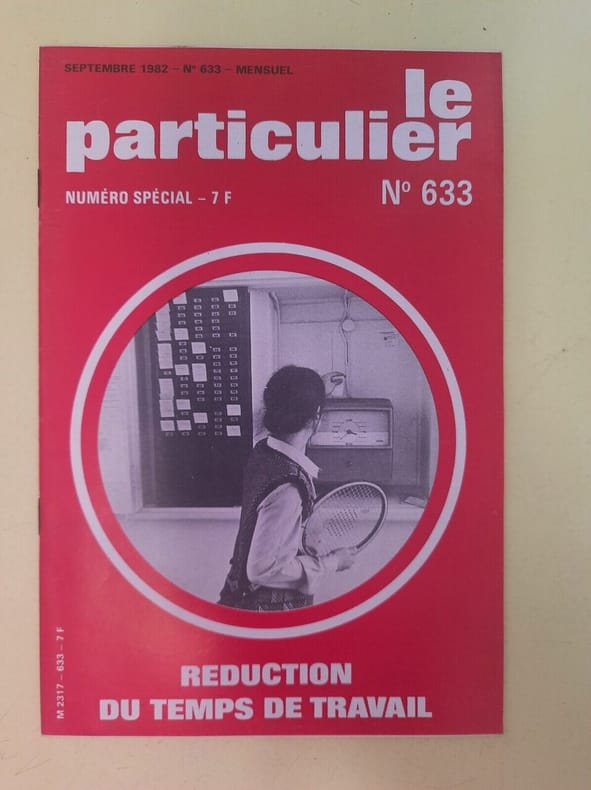 SEPTEMBRE 1982 – N° 633 – MENSUEL
le
particulier
NUMÉRO SPÉCIAL – 7 F
N° 633
REDUCTION
DU TEMPS DE TRAVAIL
M 2317 – 633 – 7 F